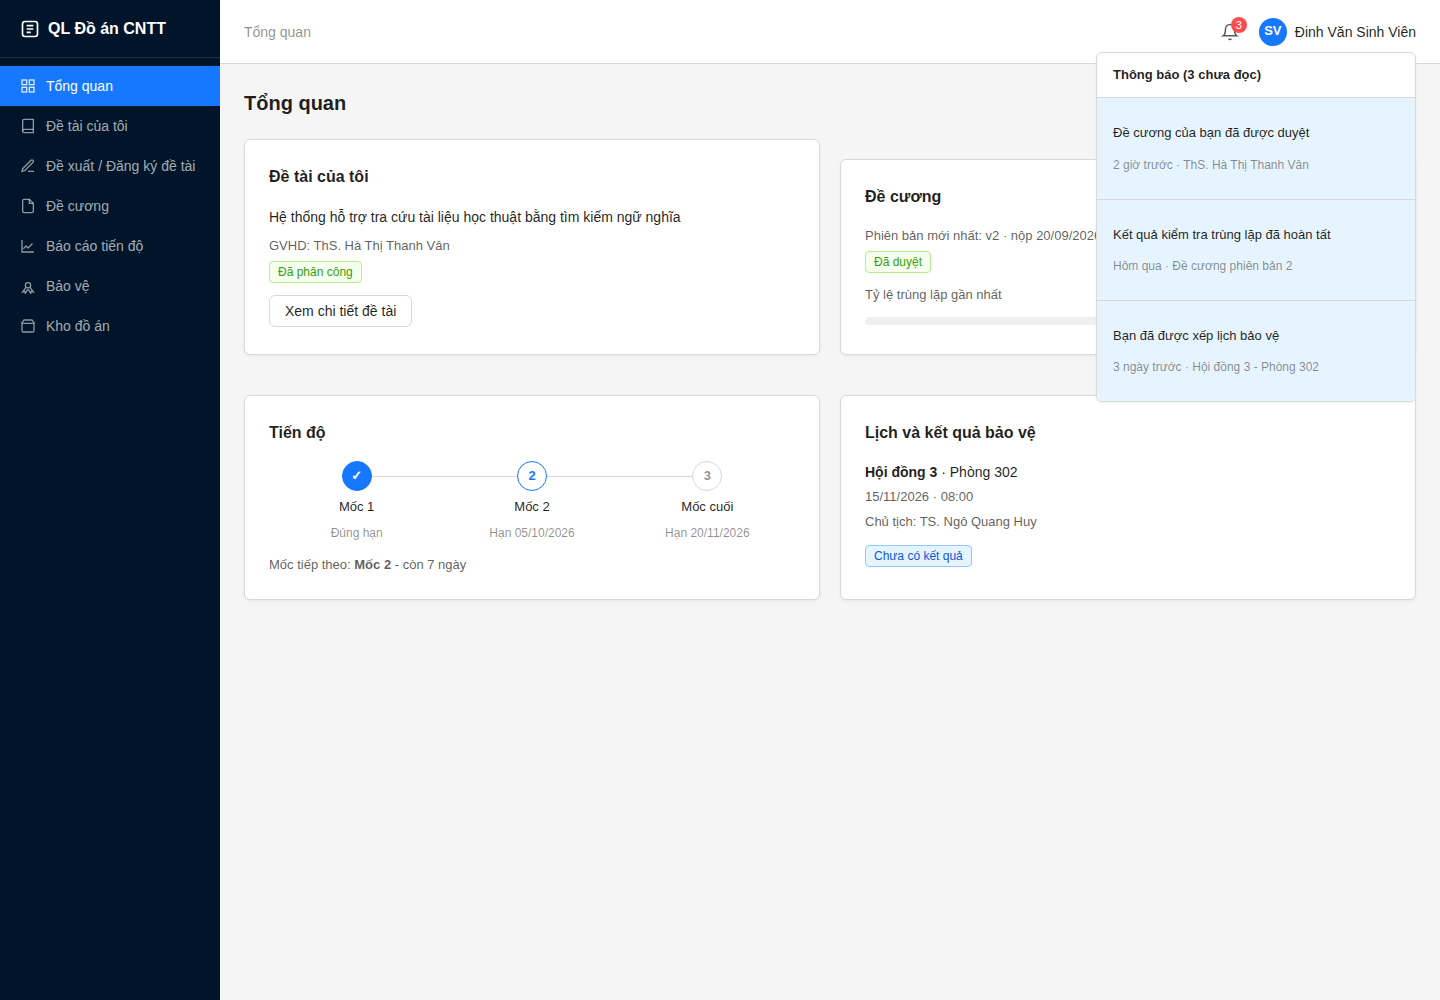 QL Đồ án CNTT
Tổng quan
Đề tài của tôi
Đề xuất / Đăng ký đề tài
Đề cương
Báo cáo tiến độ
Bảo vệ
Kho đồ án
Tổng quan
3
SV
Đinh Văn Sinh Viên
Thông báo (3 chưa đọc)
Đề cương của bạn đã được duyệt
2 giờ trước · ThS. Hà Thị Thanh Vân
Kết quả kiểm tra trùng lặp đã hoàn tất
Hôm qua · Đề cương phiên bản 2
Bạn đã được xếp lịch bảo vệ
3 ngày trước · Hội đồng 3 - Phòng 302
Tổng quan
Đề tài của tôi
Hệ thống hỗ trợ tra cứu tài liệu học thuật bằng tìm kiếm ngữ nghĩa
GVHD: ThS. Hà Thị Thanh Vân
Đã phân công
Xem chi tiết đề tài
Đề cương
Phiên bản mới nhất: v2 · nộp 20/09/2026
Đã duyệt
Tỷ lệ trùng lặp gần nhất
Tiến độ
✓
2
3
Mốc 1
Mốc 2
Mốc cuối
Đúng hạn
Hạn 05/10/2026
Hạn 20/11/2026
Mốc tiếp theo: Mốc 2 - còn 7 ngày
Lịch và kết quả bảo vệ
Hội đồng 3 · Phòng 302
15/11/2026 · 08:00
Chủ tịch: TS. Ngô Quang Huy
Chưa có kết quả